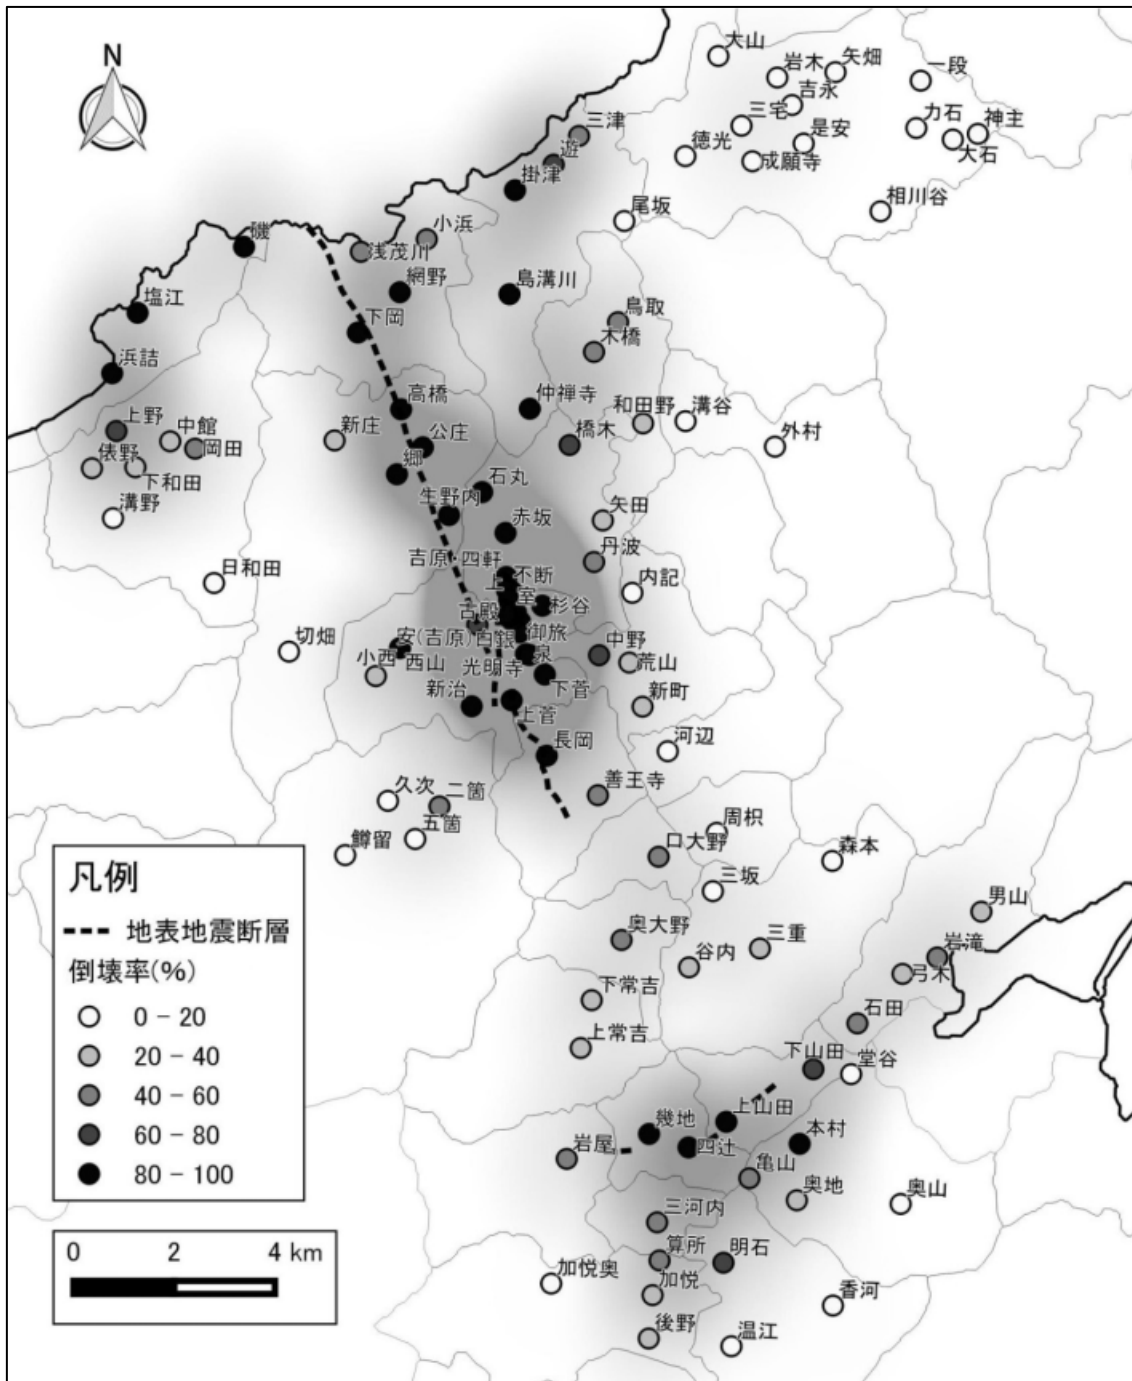 N
大山
岩木
矢畑
一段
吉永
三宅
是安
徳光
成願寺
力石
神主
大石
相川谷
三津
遊
掛津
尾坂
小浜
浅茂川
磯
網野
島溝川
塩江
下岡
鳥取
木橋
浜詰
高橋
仲禅寺
和田野
溝谷
外村
新庄
公庄
橋木
上野
中館
岡田
俵野
下和田
溝野
郷
石丸
生野内
赤坂
矢田
丹波
吉原・四軒
不断
上
室
杉谷
内記
日和田
古殿
御旅
安(吉原)
白銀
中野
荒山
切畑
小西
西山
光明寺
泉
下菅
新治
上菅
新町
長岡
河辺
善王寺
久次
二箇
五箇
鱒留
周枳
口大野
森本
三坂
男山
奥大野
三重
谷内
岩滝
弓木
下常吉
石田
上常吉
下山田
堂谷
上山田
幾地
四辻
本村
岩屋
亀山
奥地
奥山
三河内
算所
明石
加悦奥
加悦
香河
後野
温江
凡例
地表地震断層
倒壊率(%)
0 - 20
20 - 40
40 - 60
60 - 80
80 - 100
0 2 4 km